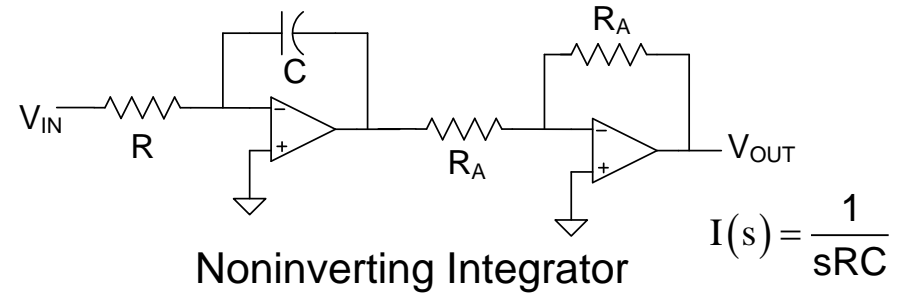 R_A
C
V_IN
R
R_A
V_OUT
I(s) = 1/sRC
Noninverting Integrator